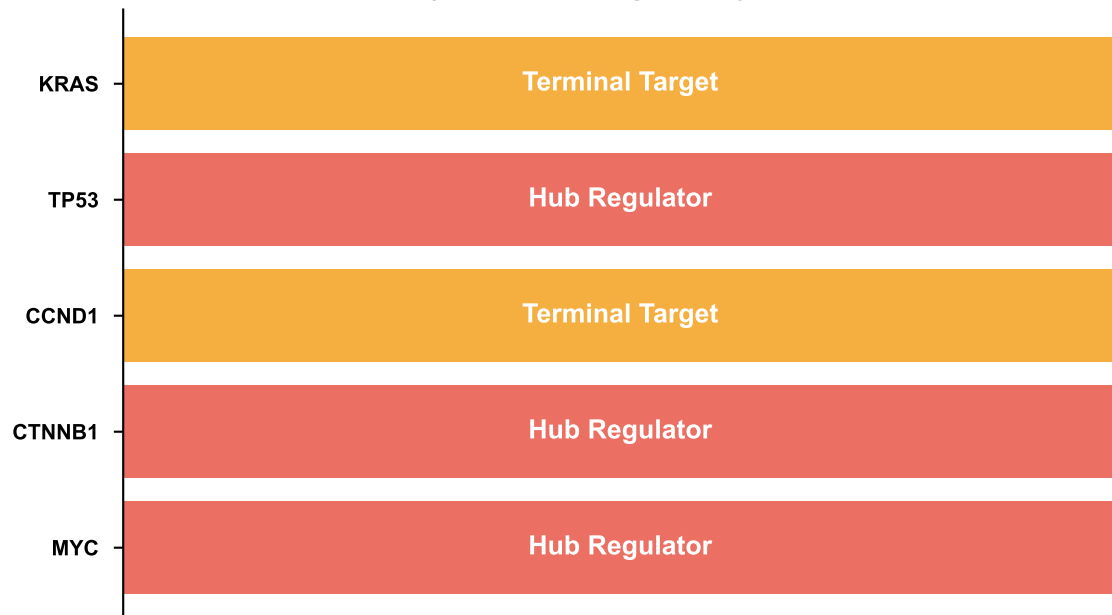 KRAS Terminal Target
TP53 Hub Regulator
CCND1 Terminal Target
CTNNB1 Hub Regulator
MYC Hub Regulator